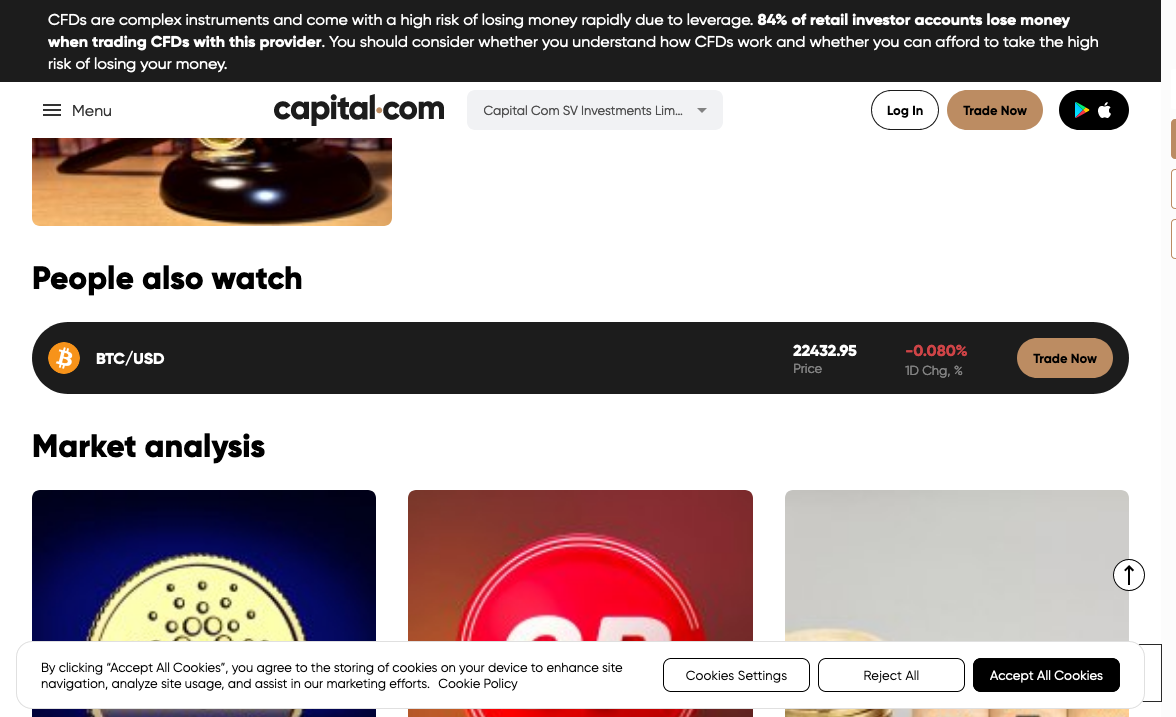 CFDs are complex instruments and come with a high risk of losing money rapidly due to leverage. 84% of retail investor accounts lose money
when trading CFDs with this provider. You should consider whether you understand how CFDs work and whether you can afford to take the high
risk of losing your money.
Menu
capital.com
Capital Com SV Investments Lim...
Log In
Trade Now
People also watch
BTC/USD
22432.95
Price
-0.080%
1D Chg, %
Trade Now
Market analysis
By clicking “Accept All Cookies”, you agree to the storing of cookies on your device to enhance site
navigation, analyze site usage, and assist in our marketing efforts. Cookie Policy
Cookies Settings
Reject All
Accept All Cookies